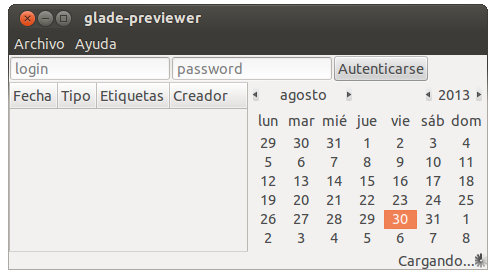 glade-previewer
Archivo Ayuda
login password Autenticarse
Fecha Tipo Etiquetas Creador agosto 2013
lun mar mié jue vie sáb dom
29 30 31 1 2 3 4
5 6 7 8 9 10 11
12 13 14 15 16 17 18
19 20 21 22 23 24 25
26 27 28 29 30 31 1
2 3 4 5 6 7 8
Cargando...